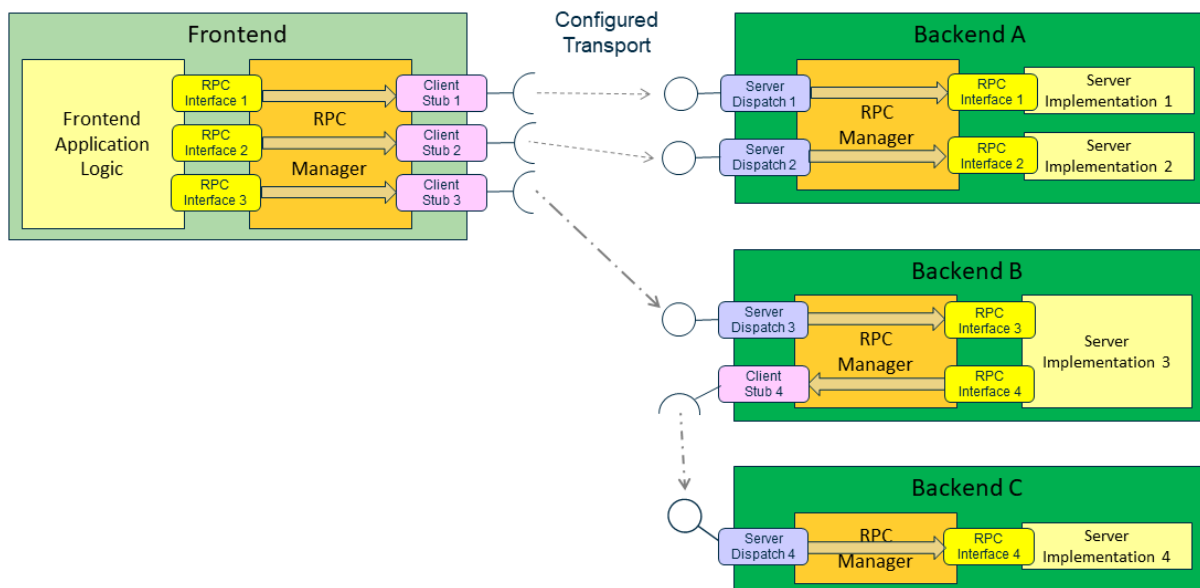 Frontend
Configured
Transport
Backend A
Frontend
Application
Logic
RPC
Interface 1
RPC
Interface 2
RPC
Interface 3
RPC
Manager
Client
Stub 1
Client
Stub 2
Client
Stub 3
Server
Dispatch 1
Server
Dispatch 2
RPC
Manager
RPC
Interface 1
RPC
Interface 2
Server
Implementation 1
Server
Implementation 2
Backend B
Server
Dispatch 3
Client
Stub 4
RPC
Manager
RPC
Interface 3
RPC
Interface 4
Server
Implementation 3
Backend C
Server
Dispatch 4
RPC
Manager
RPC
Interface 4
Server
Implementation 4